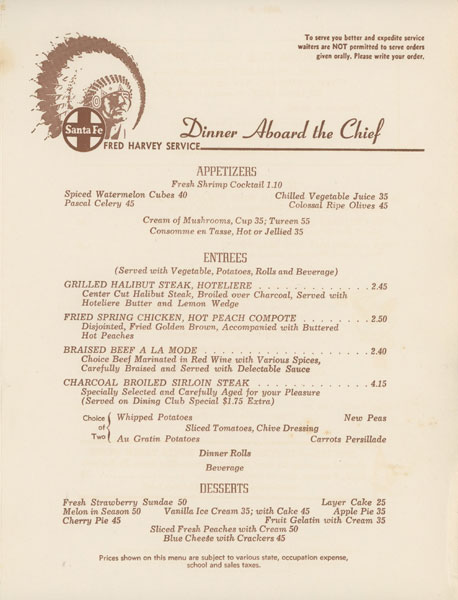 To serve you better and expedite service
waiters are NOT permitted to serve orders
given orally. Please write your order.
Santa Fe
FRED HARVEY SERVICE
Dinner Aboard the Chief
APPETIZERS
Fresh Shrimp Cocktail 1.10
Spiced Watermelon Cubes 40 Chilled Vegetable Juice 35
Pascal Celery 45 Colossal Ripe Olives 45
Cream of Mushrooms, Cup 35; Tureen 55
Consomme en Tasse, Hot or Jellied 35
ENTREES
(Served with Vegetable, Potatoes, Rolls and Beverage)
GRILLED HALIBUT STEAK, HOTELIERE . . . . . . . . . . . . 2.45
Center Cut Halibut Steak, Broiled over Charcoal, Served with
Hoteliere Butter and Lemon Wedge
FRIED SPRING CHICKEN, HOT PEACH COMPOTE . . . . . . . . 2.50
Disjointed, Fried Golden Brown, Accompanied with Buttered
Hot Peaches
BRAISED BEEF A LA MODE . . . . . . . . . . . . . . . . . . 2.40
Choice Beef Marinated in Red Wine with Various Spices,
Carefully Braised and Served with Delectable Sauce
CHARCOAL BROILED SIRLOIN STEAK . . . . . . . . . . . . . 4.15
Specially Selected and Carefully Aged for your Pleasure
(Served on Dining Club Special $1.75 Extra)
Choice of Two
Whipped Potatoes New Peas
Sliced Tomatoes, Chive Dressing
Au Gratin Potatoes Carrots Persillade
Dinner Rolls
Beverage
DESSERTS
Fresh Strawberry Sundae 50 Layer Cake 25
Melon in Season 50 Vanilla Ice Cream 35; with Cake 45 Apple Pie 35
Cherry Pie 45 Fruit Gelatin with Cream 35
Sliced Fresh Peaches with Cream 50
Blue Cheese with Crackers 45
Prices shown on this menu are subject to various state, occupation expense,
school and sales taxes.